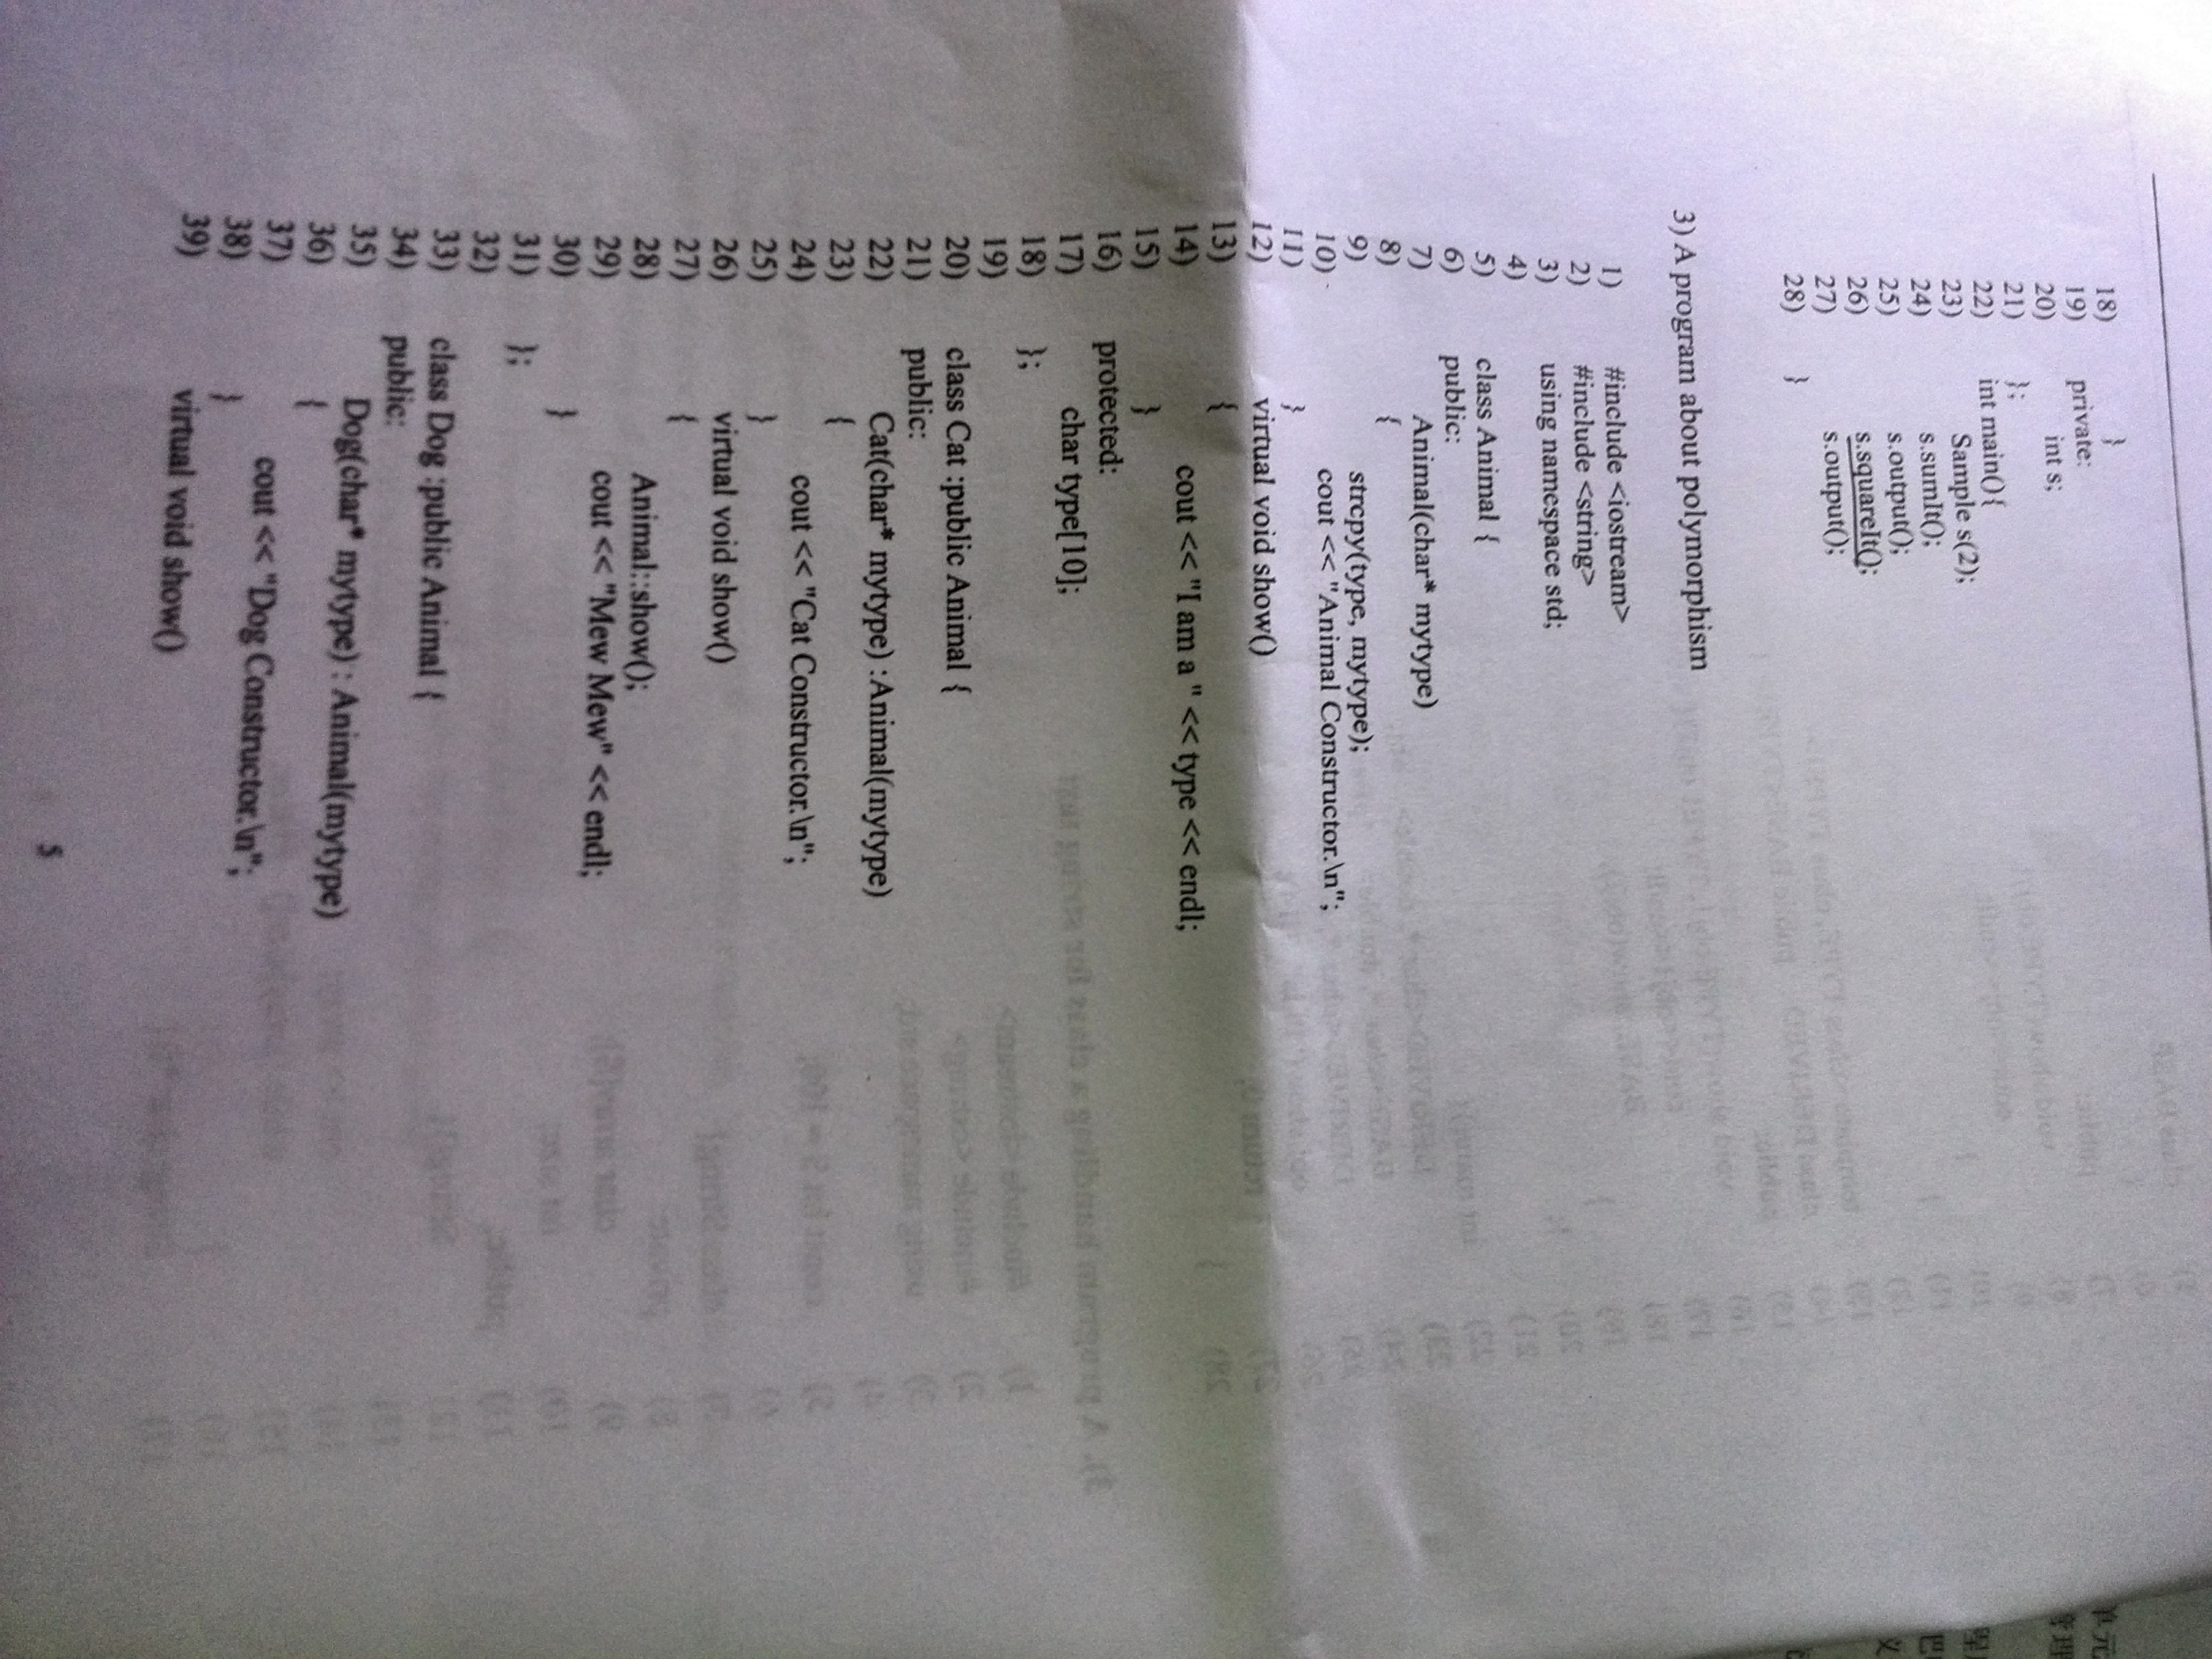 18) }
19) private:
20) int s;
21) };
22) int main(){
23) Sample s(2);
24) s.sumIt();
25) s.output();
26) s.squareIt();
27) s.output();
28) }
3) A program about polymorphism
1) #include <iostream>
2) #include <string>
3) using namespace std;
4)
5) class Animal {
6) public:
7) Animal(char* mytype)
8) {
9) strcpy(type, mytype);
10) cout << "Animal Constructor.\n";
11) }
12) virtual void show()
13) {
14) cout << "I am a " << type << endl;
15) }
16) protected:
17) char type[10];
18) };
19)
20) class Cat :public Animal {
21) public:
22) Cat(char* mytype) :Animal(mytype)
23) {
24) cout << "Cat Constructor.\n";
25) }
26) virtual void show()
27) {
28) Animal::show();
29) cout << "Mew Mew" << endl;
30) }
31) };
32)
33) class Dog :public Animal {
34) public:
35) Dog(char* mytype) : Animal(mytype)
36) {
37) cout << "Dog Constructor.\n";
38) }
39) virtual void show()
5
单元
管理